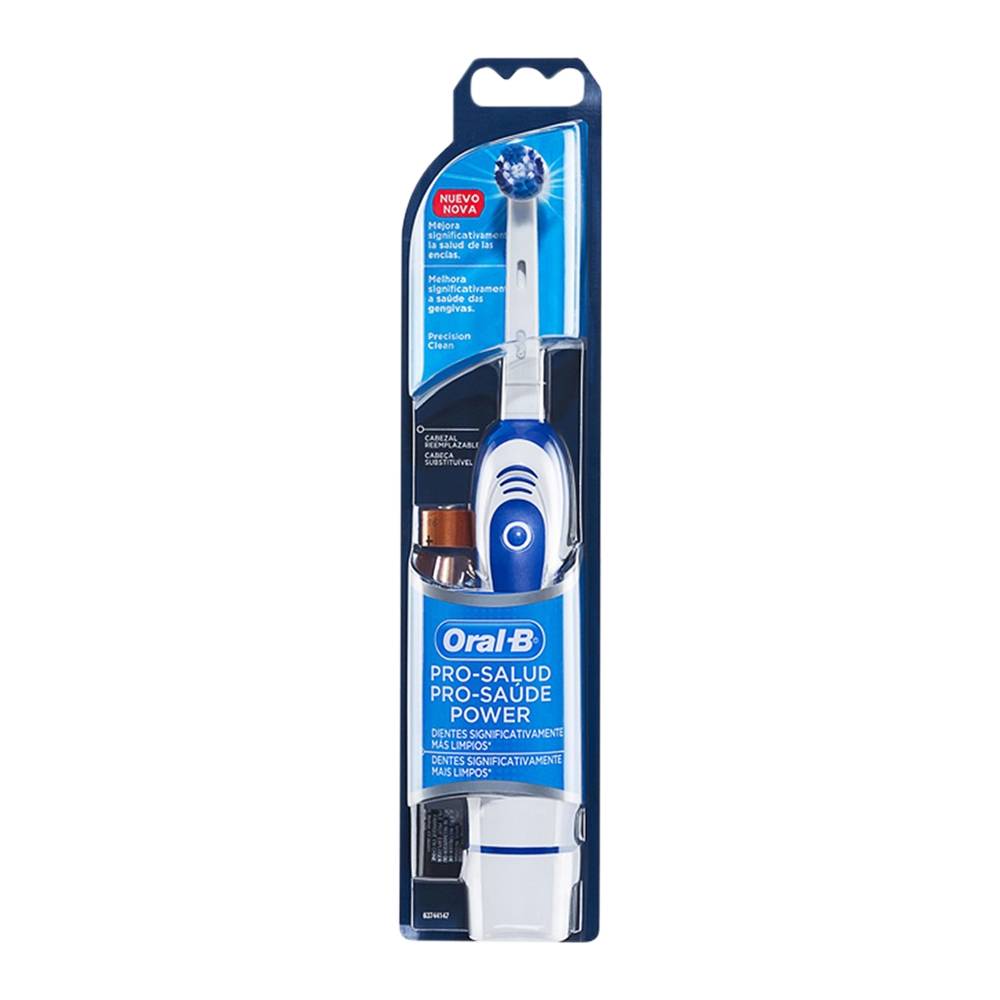 NUEVO
NOVA
Mejora
significativament
la salud de las
encías.
Melhora
significativament
a saúde das
gengivas.
Precision
Clean
CABEZAL
REEMPLAZABLE
CABEÇA
SUBSTITUÍVEL
Oral-B
PRO-SALUD
PRO-SAÚDE
POWER
DIENTES SIGNIFICATIVAMENTE
MÁS LIMPIOS*
DENTES SIGNIFICATIVAMENTE
MAIS LIMPOS*
63744147